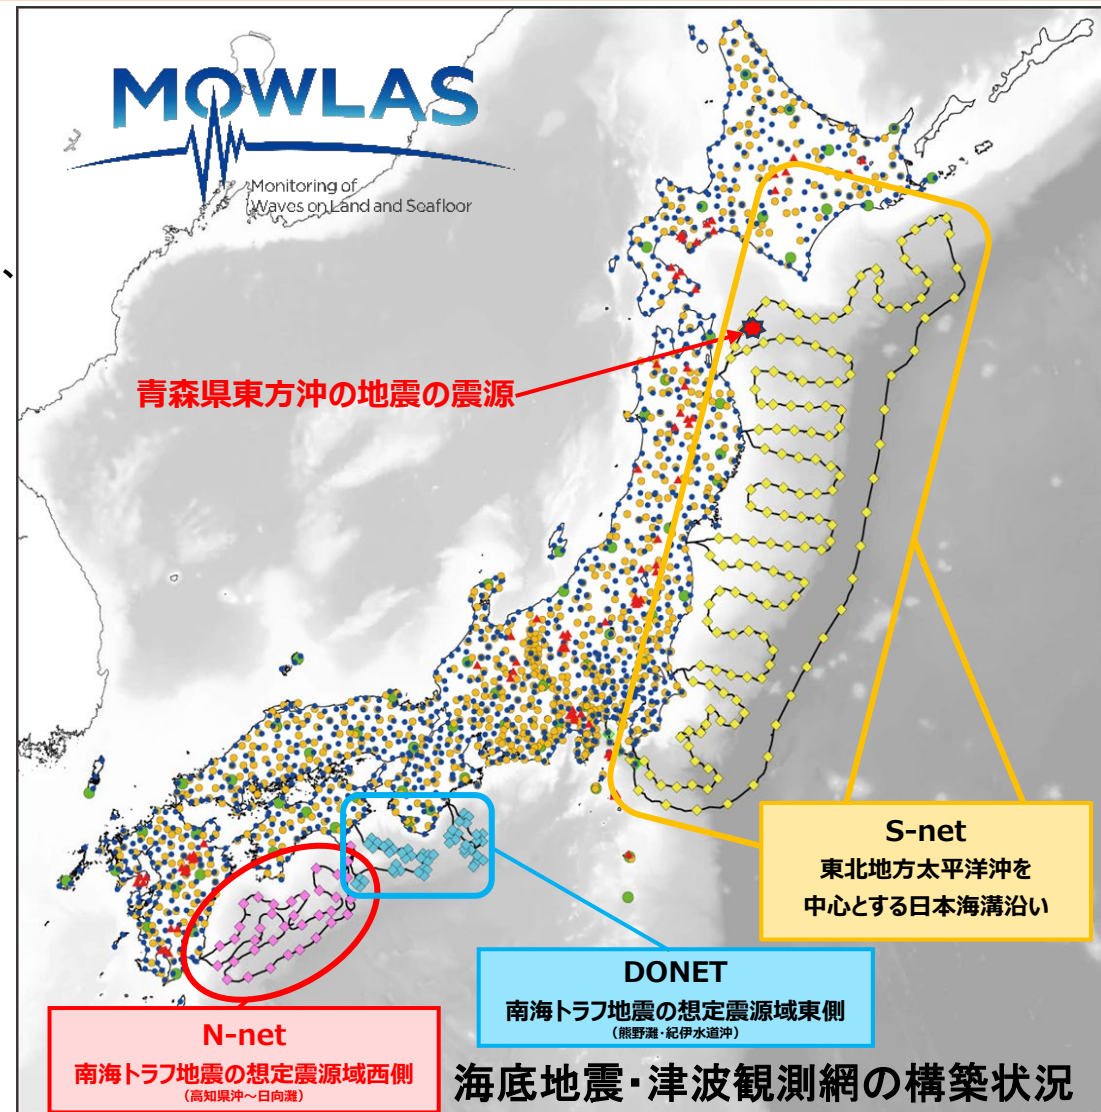 MOWLAS
Monitoring of
Waves on Land and Seafloor
、
青森県東方沖の地震の震源
S-net
東北地方太平洋沖を
中心とする日本海溝沿い
DONET
南海トラフ地震の想定震源域東側
(熊野灘・紀伊水道沖)
N-net
南海トラフ地震の想定震源域西側
(高知県沖～日向灘)
海底地震・津波観測網の構築状況